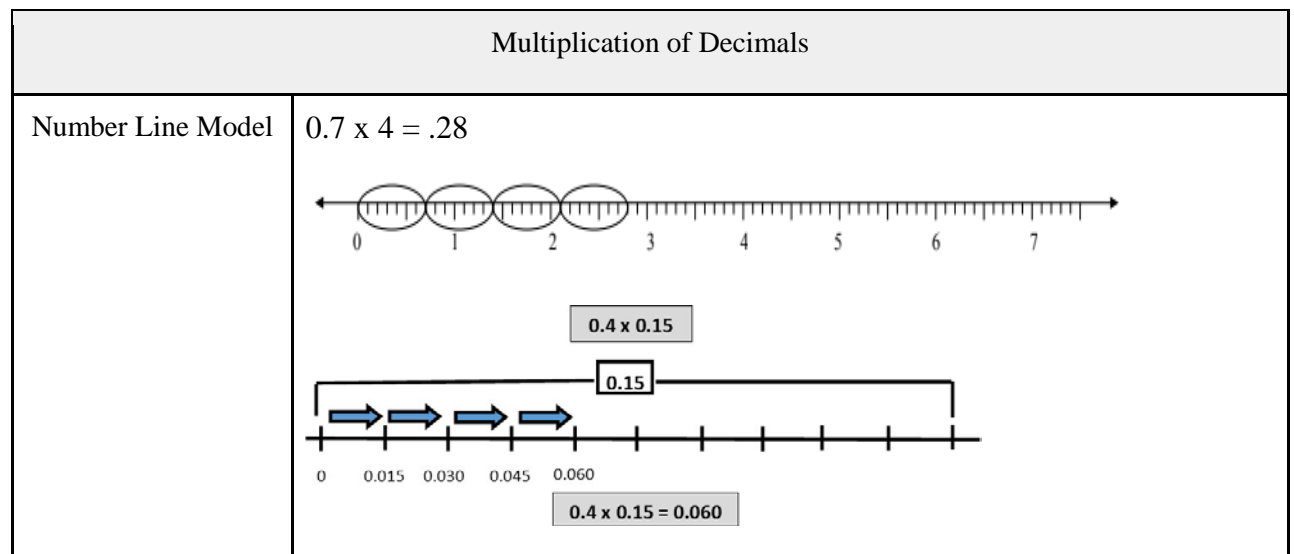 Multiplication of Decimals
Number Line Model
0.7 x 4 = .28
0 1 2 3 4 5 6 7
0.4 x 0.15
0.15
0 0.015 0.030 0.045 0.060
0.4 x 0.15 = 0.060